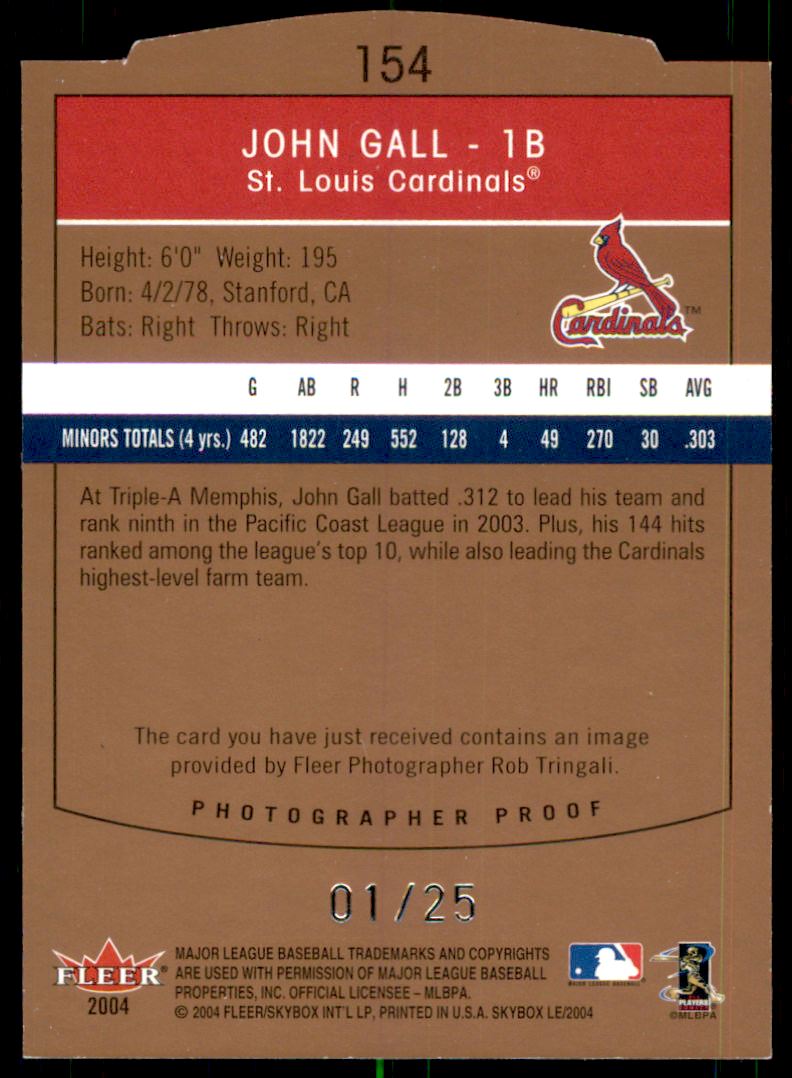 154
JOHN GALL - 1B
St. Louis Cardinals®
Height: 6'0" Weight: 195
Born: 4/2/78, Stanford, CA
Bats: Right Throws: Right
Cardinals™
G AB R H 2B 3B HR RBI SB AVG
MINORS TOTALS (4 yrs.) 482 1822 249 552 128 4 49 270 30 .303
At Triple-A Memphis, John Gall batted .312 to lead his team and
rank ninth in the Pacific Coast League in 2003. Plus, his 144 hits
ranked among the league's top 10, while also leading the Cardinals
highest-level farm team.
The card you have just received contains an image
provided by Fleer Photographer Rob Tringali.
PHOTOGRAPHER PROOF
01/25
FLEER®
2004
MAJOR LEAGUE BASEBALL TRADEMARKS AND COPYRIGHTS
ARE USED WITH PERMISSION OF MAJOR LEAGUE BASEBALL
PROPERTIES, INC. OFFICIAL LICENSEE – MLBPA.
© 2004 FLEER/SKYBOX INT'L LP, PRINTED IN U.S.A. SKYBOX LE/2004
MAJOR LEAGUE BASEBALL
PLAYERS
©MLBPA